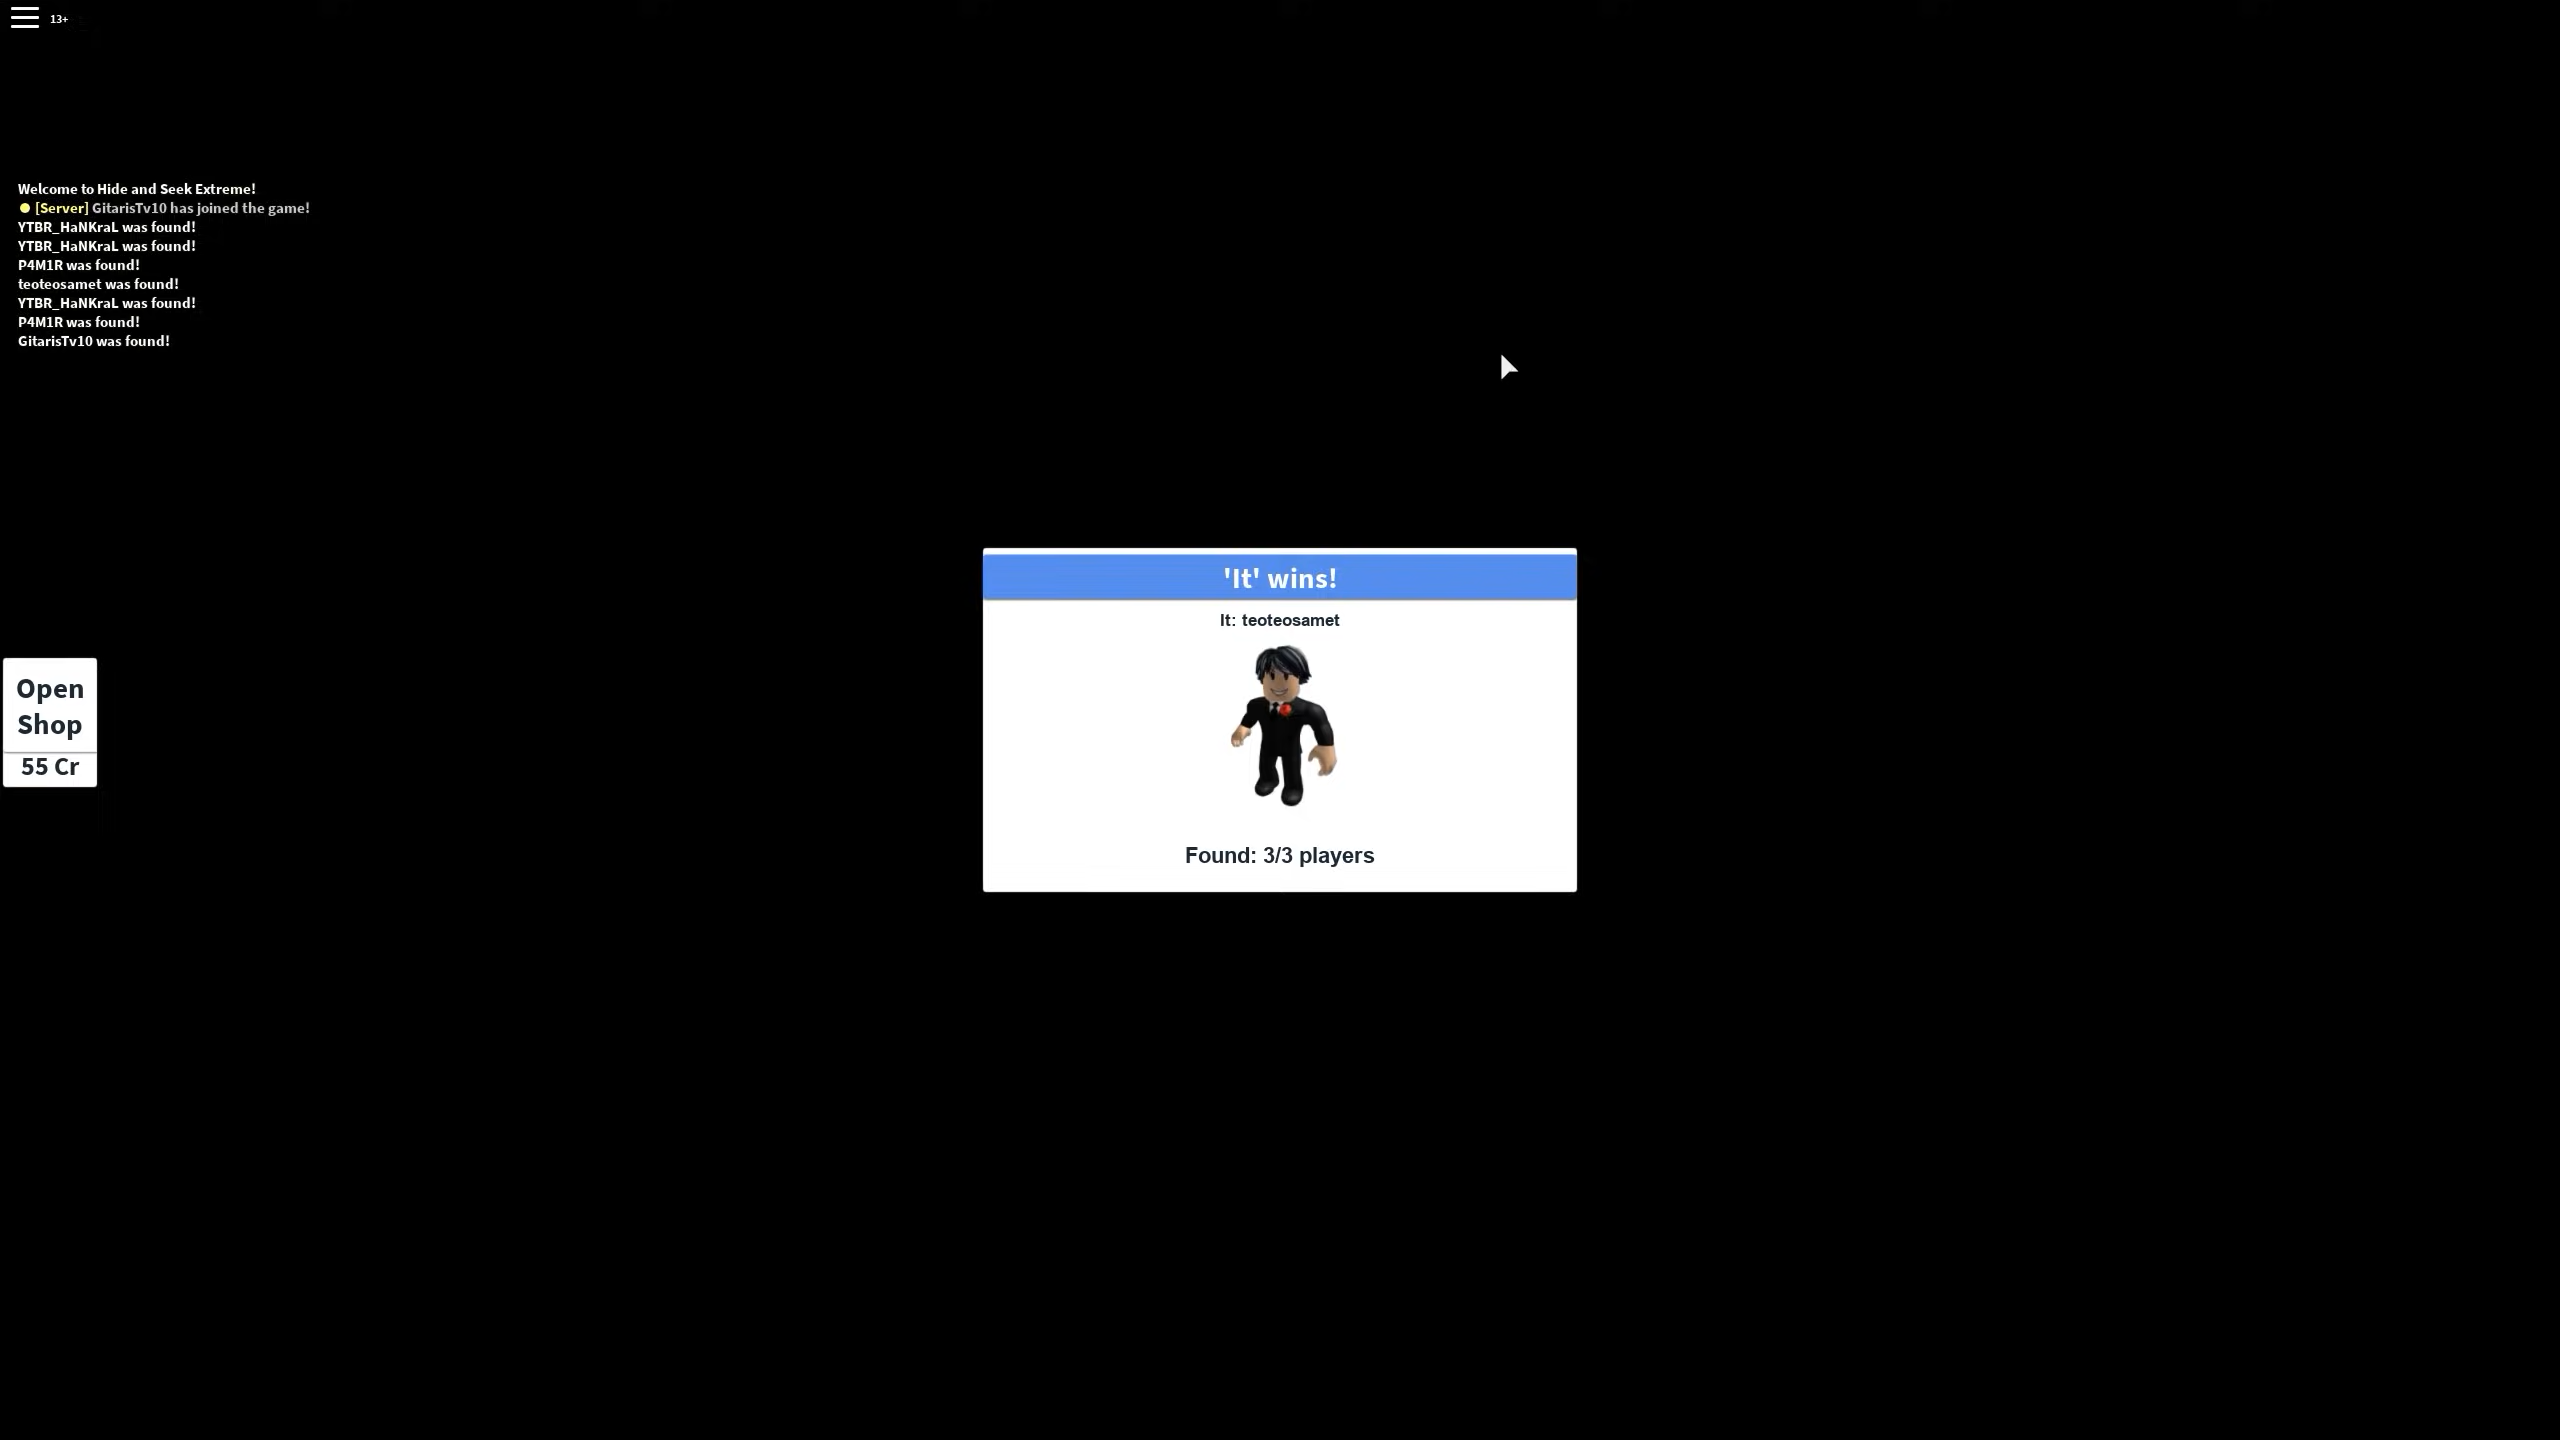 13+
Welcome to Hide and Seek Extreme!
[Server] GitarisTv10 has joined the game!
YTBR_HaNKraL was found!
YTBR_HaNKraL was found!
P4M1R was found!
teoteosamet was found!
YTBR_HaNKraL was found!
P4M1R was found!
GitarisTv10 was found!
'It' wins!
It: teoteosamet
Found: 3/3 players
Open
Shop
55 Cr